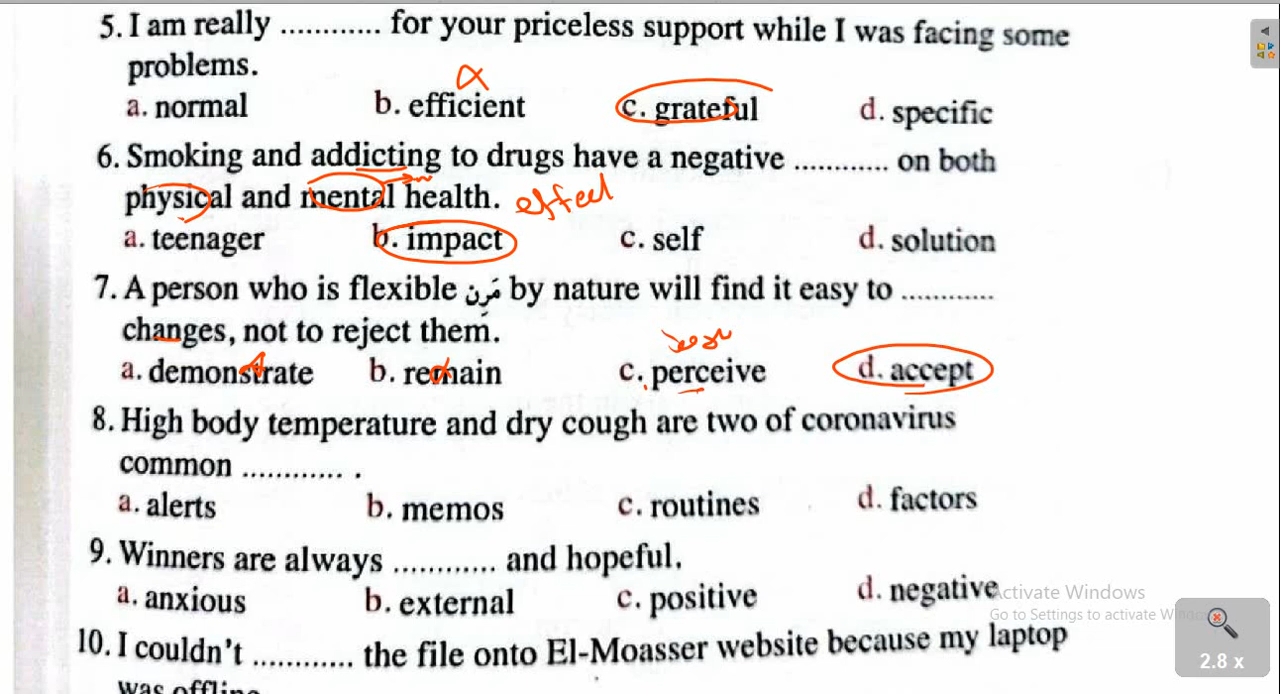 5. I am really ............ for your priceless support while I was facing some
problems.
a. normal b. efficient c. grateful d. specific
6. Smoking and addicting to drugs have a negative ............ on both
physical and mental health. effect
a. teenager b. impact c. self d. solution
7. A person who is flexible مَرِن by nature will find it easy to ............
changes, not to reject them.
a. demonstrate b. remain c. perceive d. accept
8. High body temperature and dry cough are two of coronavirus
common ............ .
a. alerts b. memos c. routines d. factors
9. Winners are always ............ and hopeful.
a. anxious b. external c. positive d. negative
Activate Windows
Go to Settings to activate
10. I couldn't ............ the file onto El-Moasser website because my laptop
was offline
2.8 x